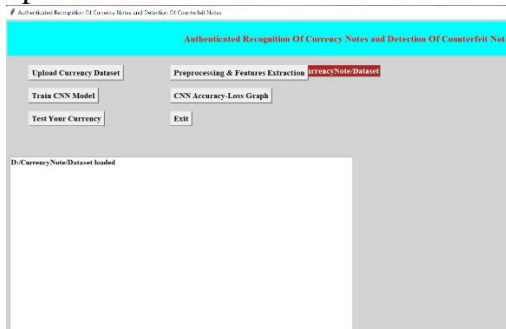 Authenticated Recognition Of Currency Notes and Detection Of Counterfeit Notes
Authenticated Recognition Of Currency Notes and Detection Of Counterfeit Not
Upload Currency Dataset
Preprocessing & Features Extraction
urrencyNote/Dataset
Train CNN Model
CNN Accuracy-Loss Graph
Test Your Currency
Exit
D:/CurrencyNote/Dataset loaded